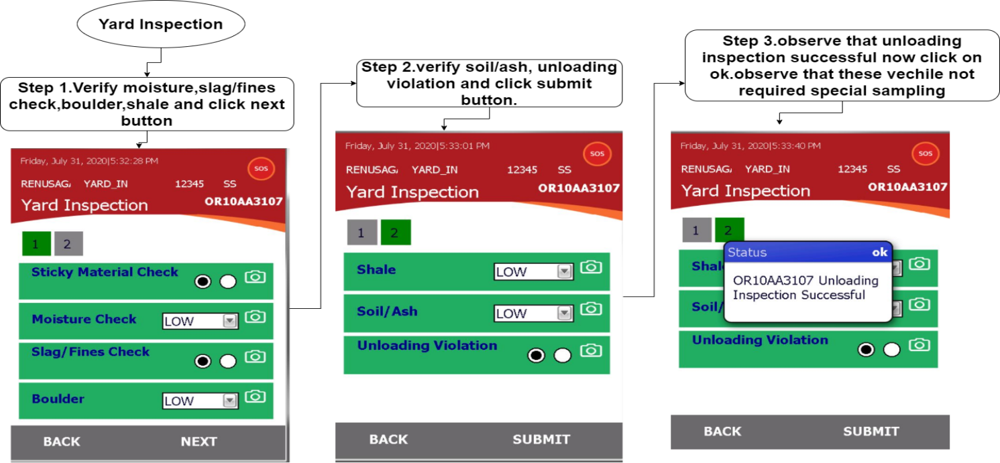 Yard Inspection
Step 1.Verify moisture,slag/fines
check,boulder,shale and click next
button
Friday, July 31, 2020|5:32:28 PM
SOS
RENUSAG. YARD_IN 12345 SS
Yard Inspection OR10AA3107
1 2
Sticky Material Check
Moisture Check LOW
Slag/Fines Check
Boulder LOW
BACK NEXT
Step 2.verify soil/ash, unloading
violation and click submit
button.
Friday, July 31, 2020|5:33:01 PM
SOS
RENUSAG. YARD_IN 12345 SS
Yard Inspection OR10AA3107
1 2
Shale LOW
Soil/Ash LOW
Unloading Violation
BACK SUBMIT
Step 3.observe that unloading
inspection successful now click on
ok.observe that these vechile not
required special sampling
Friday, July 31, 2020|5:33:40 PM
SOS
RENUSAG. YARD_IN 12345 SS
Yard Inspection OR10AA3107
1 2
Status ok
OR10AA3107 Unloading
Inspection Successful
Shal
Soil/
Unloading Violation
BACK SUBMIT